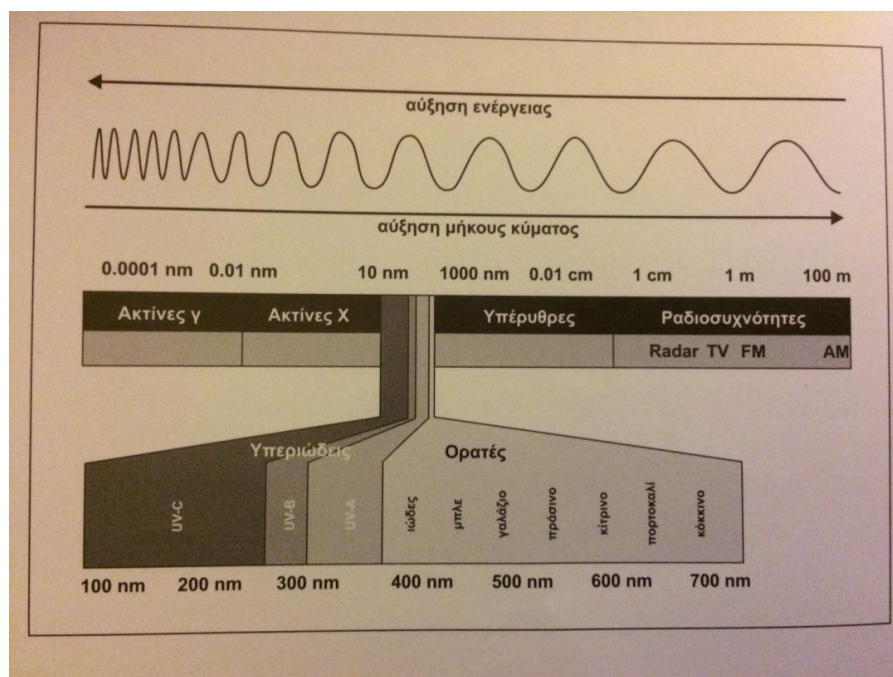 αύξηση ενέργειας
αύξηση μήκους κύματος
0.0001 nm 0.01 nm 10 nm 1000 nm 0.01 cm 1 cm 1 m 100 m
Ακτίνες γ Ακτίνες Χ Υπέρυθρες Ραδιοσυχνότητες
Radar TV FM AM
Υπεριώδεις Ορατές
UV-C UV-B UV-A ιώδες μπλε γαλάζιο πράσινο κίτρινο πορτοκαλί κόκκινο
100 nm 200 nm 300 nm 400 nm 500 nm 600 nm 700 nm